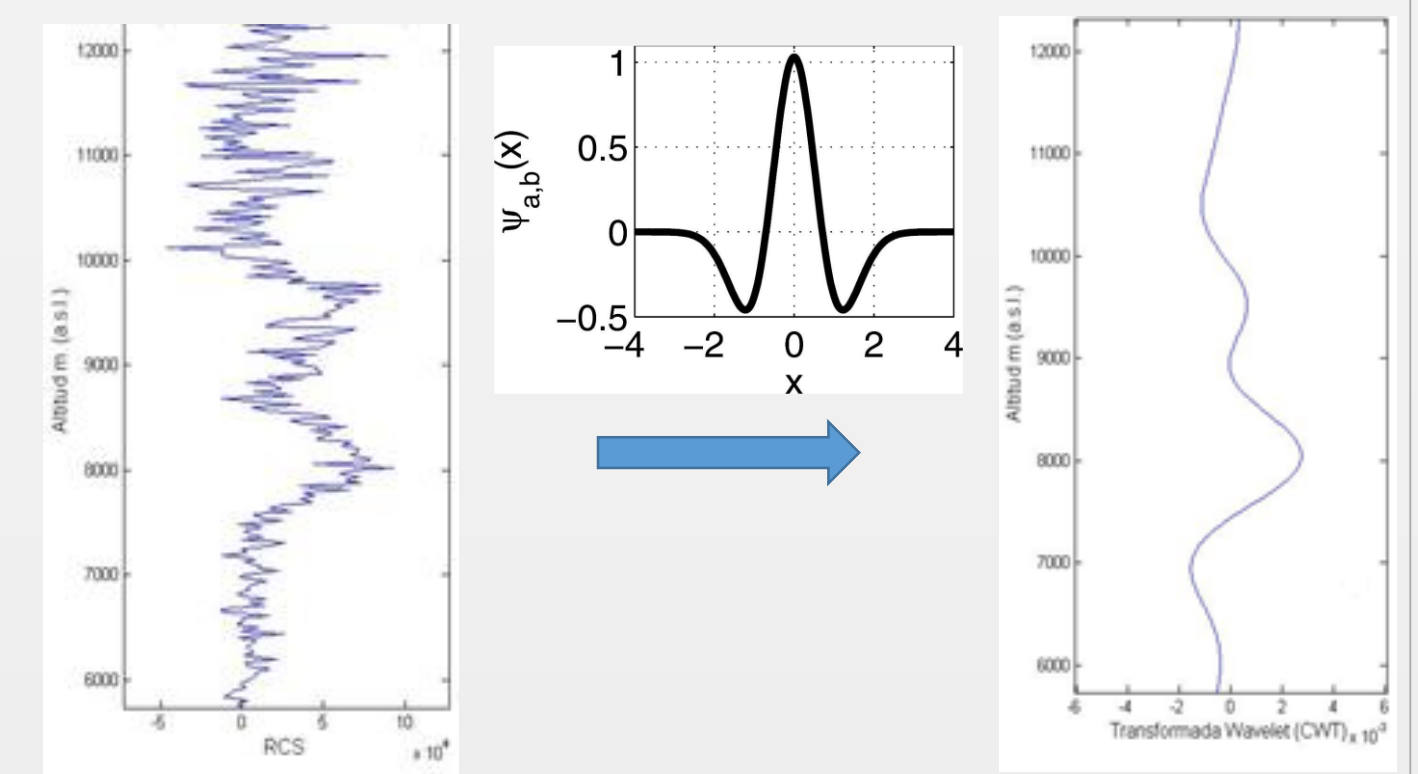 12000
11000
10000
9000
8000
7000
6000
Altitud m. (a.s.l.)
-5 0 5 10
RCS
x 10⁴
1
0.5
0
−0.5
ψa,b(x)
−4 −2 0 2 4
x
12000
11000
10000
9000
8000
7000
6000
Altitud m (a.s.l.)
-6 -4 -2 0 2 4 6
Transformada Wavelet (CWT) x 10⁻³